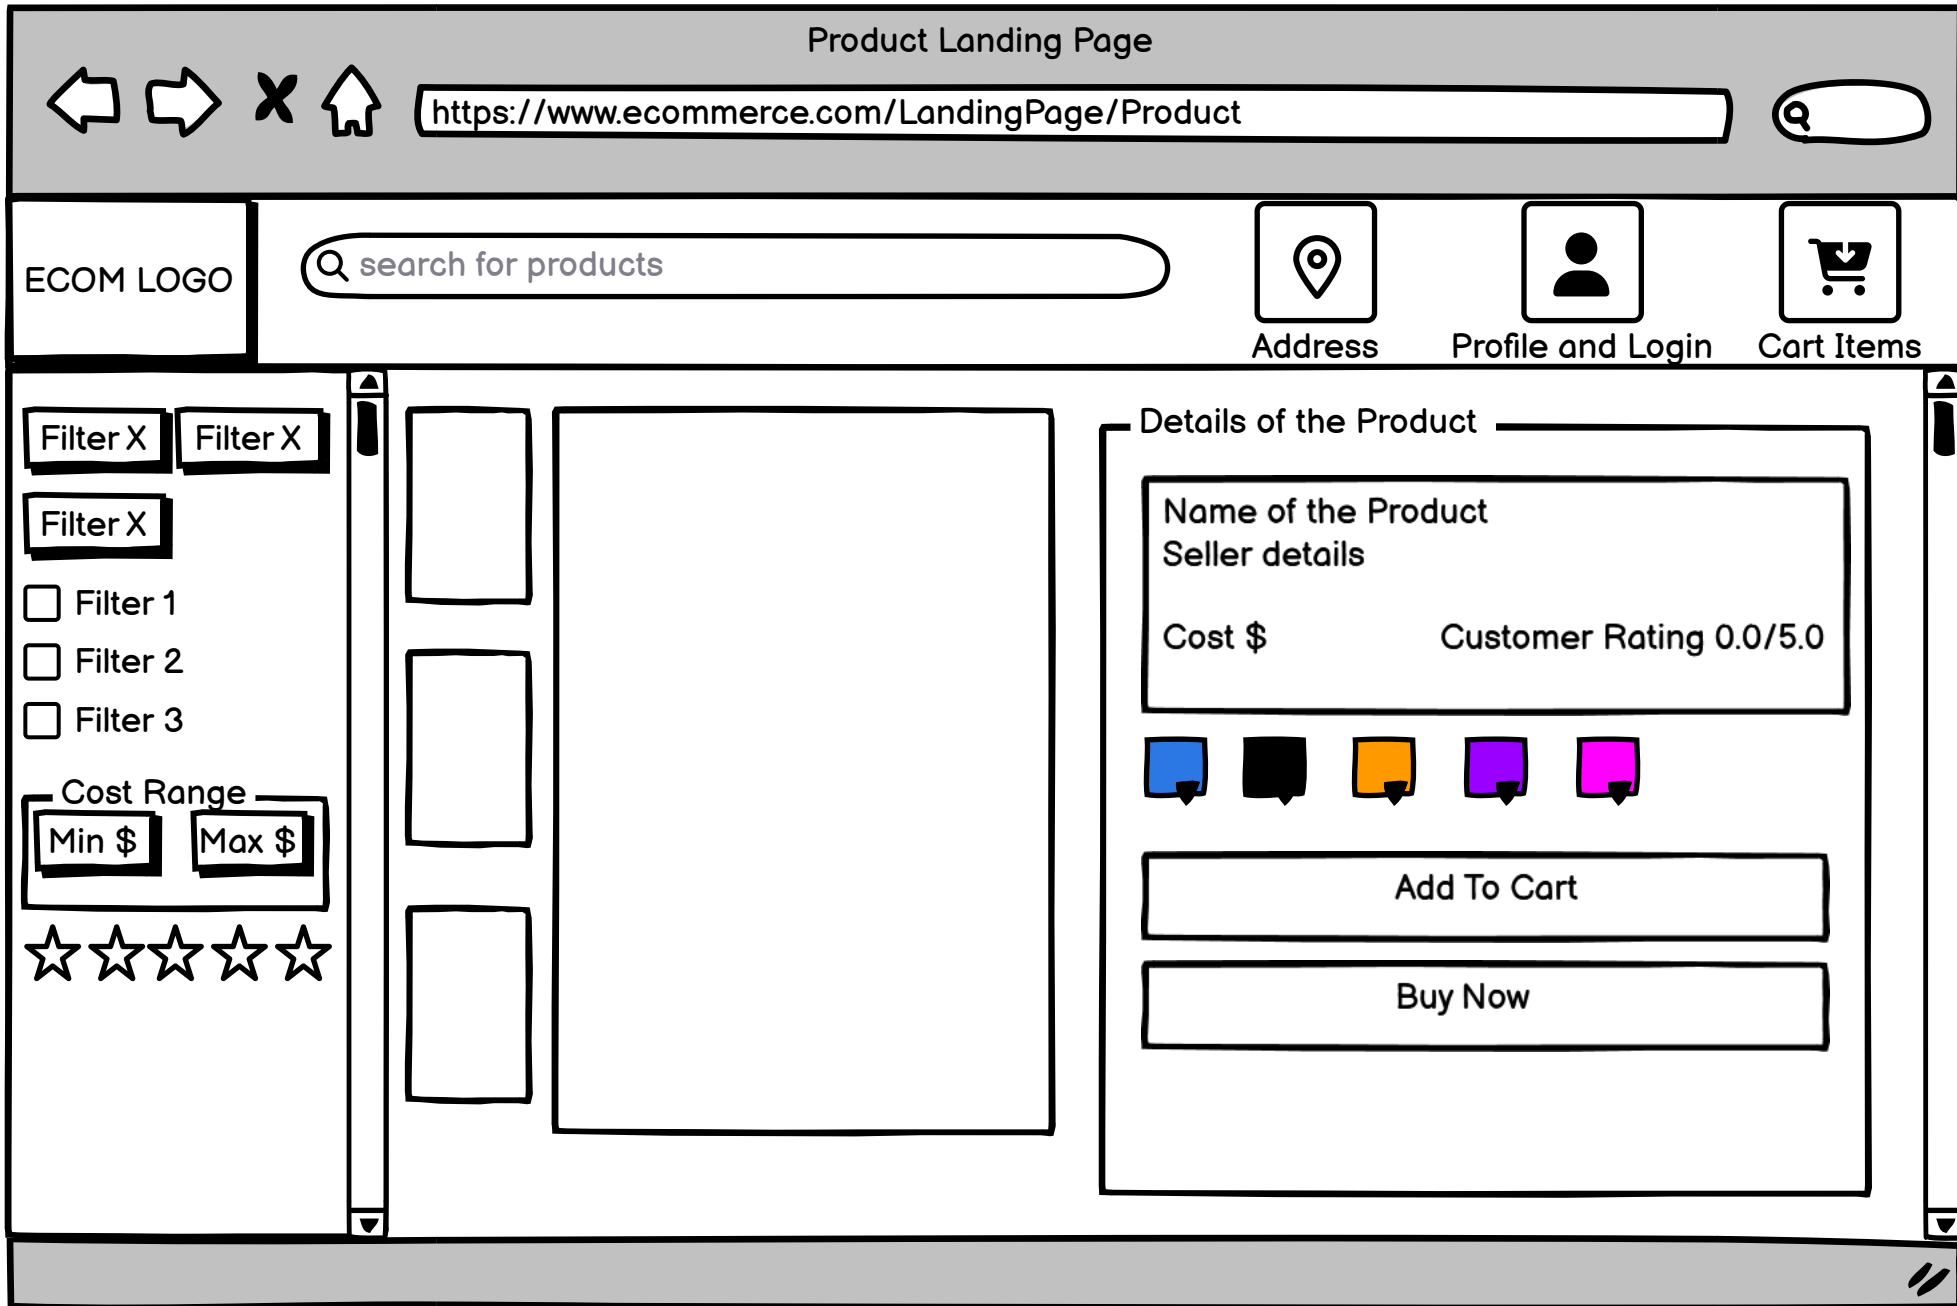 Product Landing Page
https://www.ecommerce.com/LandingPage/Product
ECOM LOGO
search for products
Address
Profile and Login
Cart Items
Filter X
Filter X
Filter X
Filter 1
Filter 2
Filter 3
Cost Range
Min $
Max $
Details of the Product
Name of the Product
Seller details
Cost $
Customer Rating 0.0/5.0
Add To Cart
Buy Now